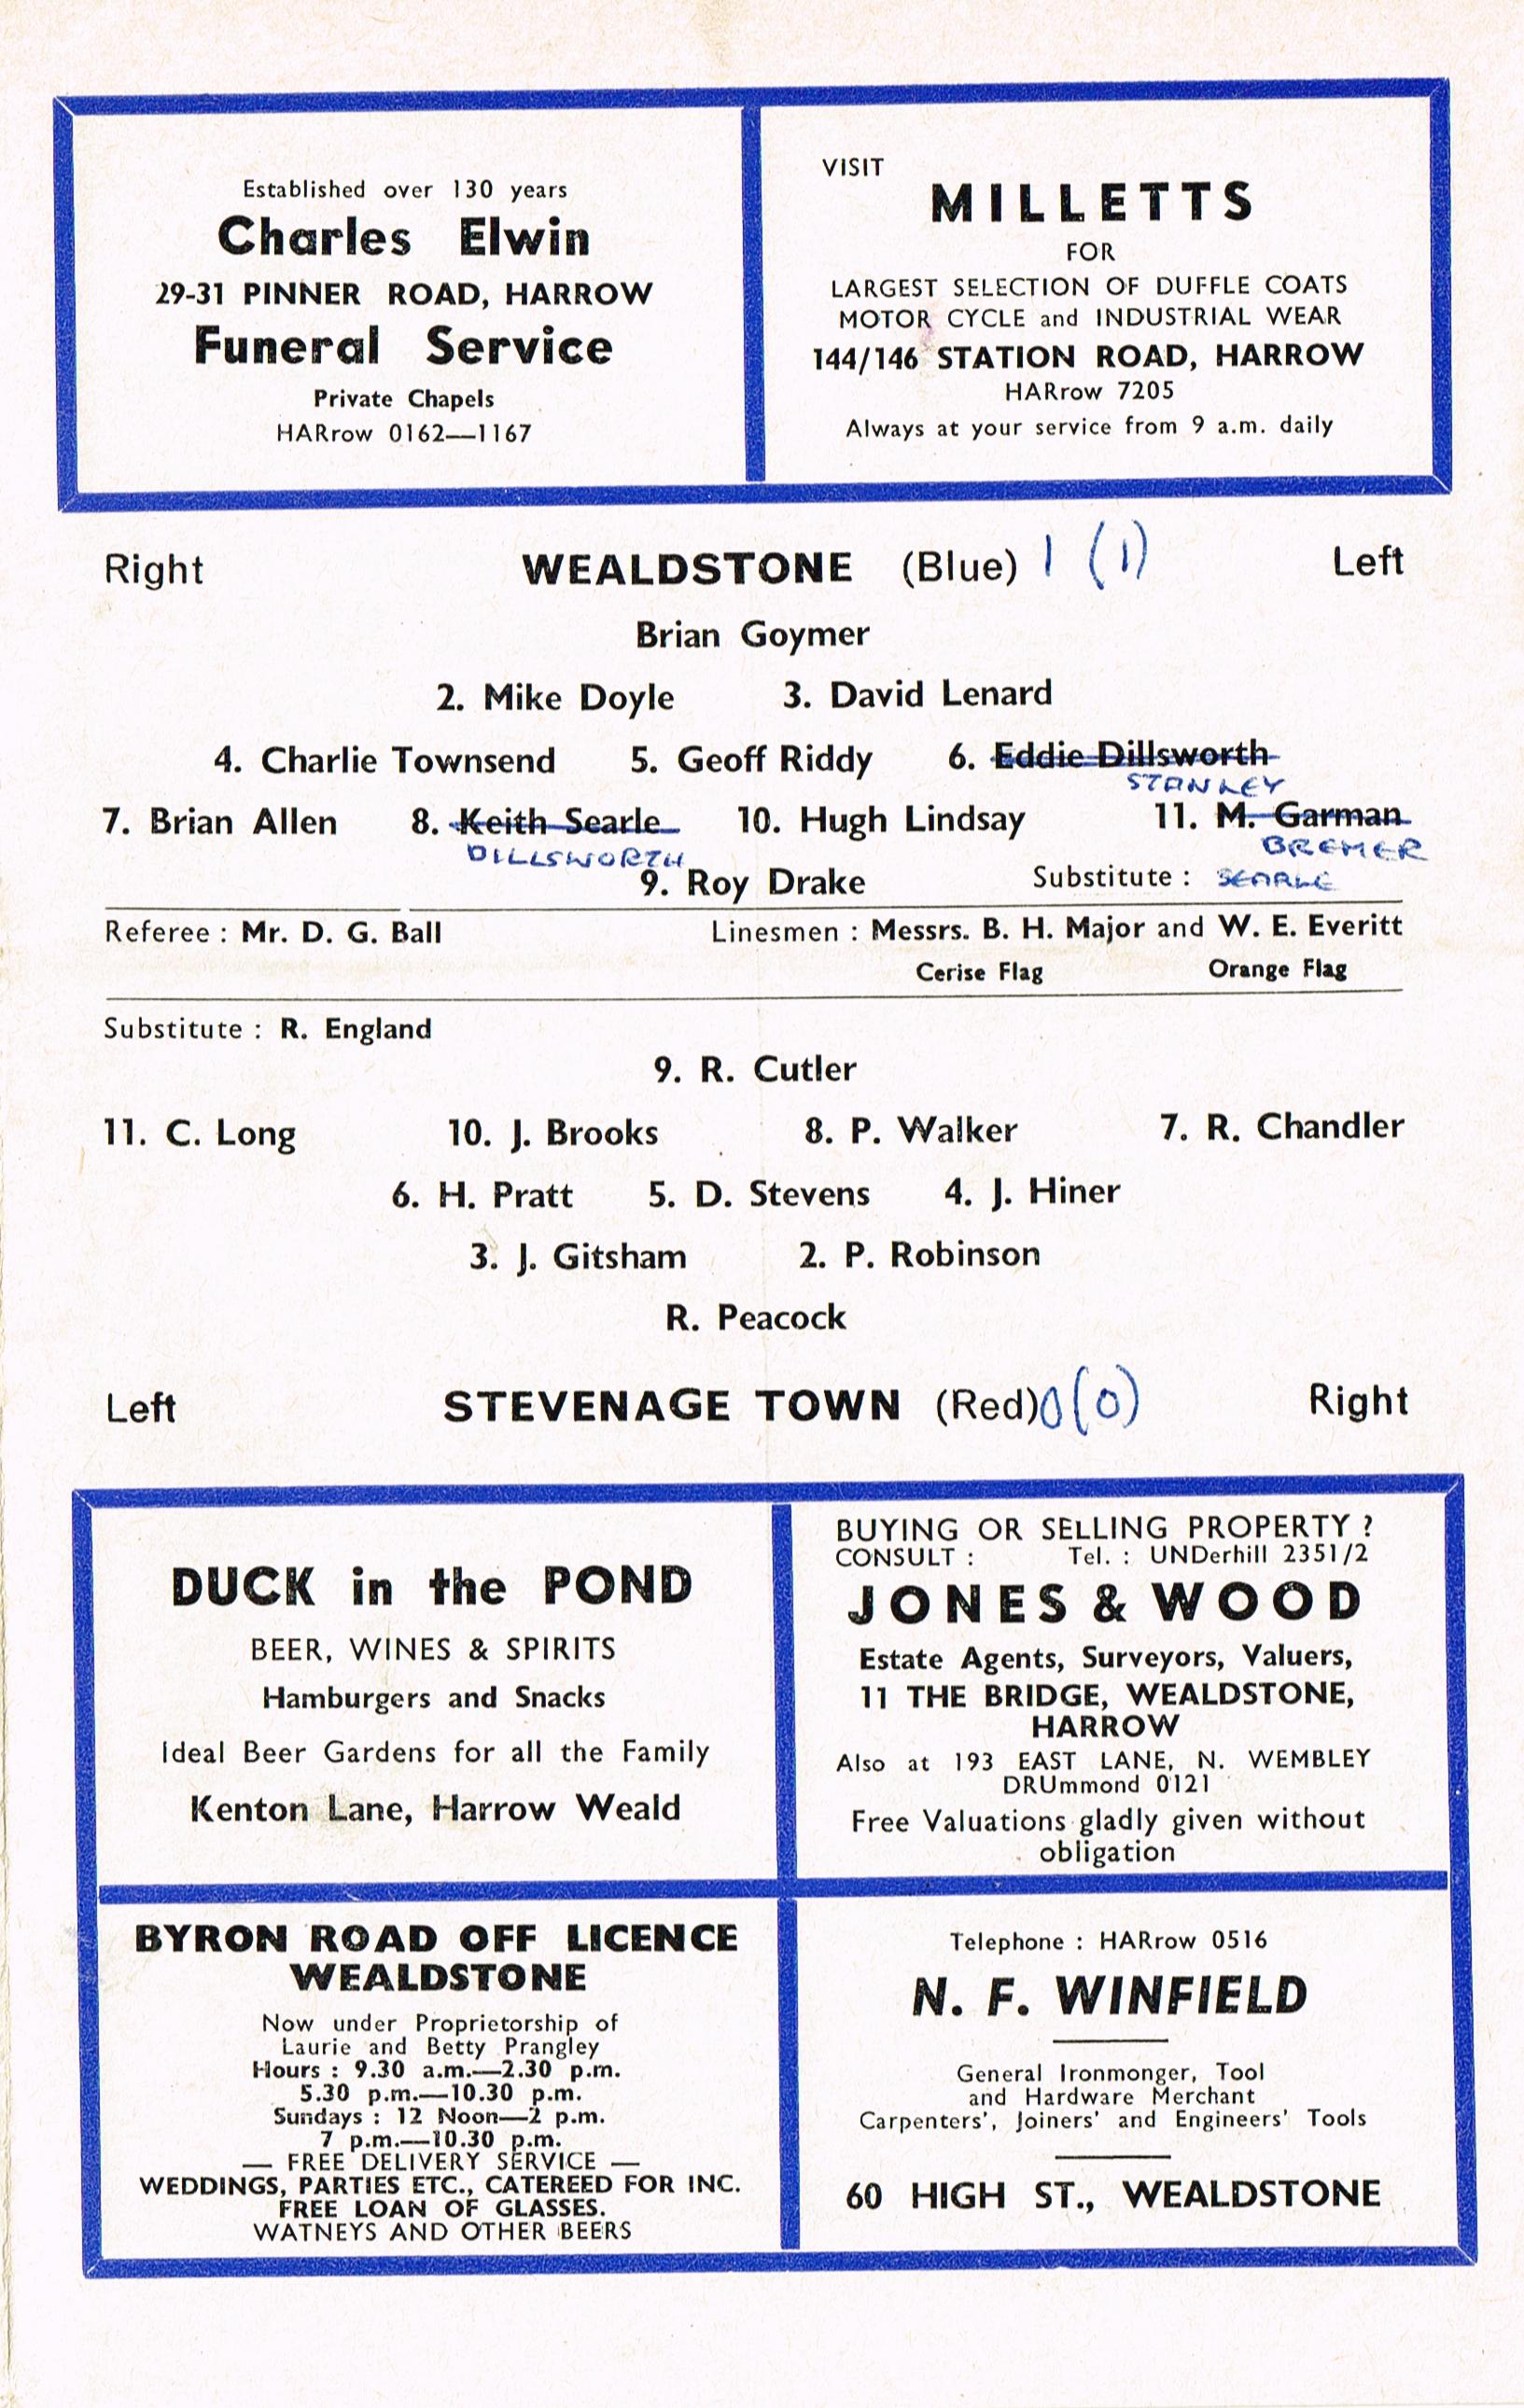 Established over 130 years
Charles Elwin
29-31 PINNER ROAD, HARROW
Funeral Service
Private Chapels
HARrow 0162—1167
VISIT
MILLETTS
FOR
LARGEST SELECTION OF DUFFLE COATS
MOTOR CYCLE and INDUSTRIAL WEAR
144/146 STATION ROAD, HARROW
HARrow 7205
Always at your service from 9 a.m. daily
Right WEALDSTONE (Blue) 1 (1) Left
Brian Goymer
2. Mike Doyle 3. David Lenard
4. Charlie Townsend 5. Geoff Riddy 6. Eddie Dillsworth
STANLEY
7. Brian Allen 8. Keith Searle 10. Hugh Lindsay 11. M. Garman
DILLSWORTH BREMER
9. Roy Drake Substitute : SEARLE
Referee : Mr. D. G. Ball Linesmen : Messrs. B. H. Major and W. E. Everitt
Cerise Flag Orange Flag
Substitute : R. England
9. R. Cutler
11. C. Long 10. J. Brooks 8. P. Walker 7. R. Chandler
6. H. Pratt 5. D. Stevens 4. J. Hiner
3. J. Gitsham 2. P. Robinson
R. Peacock
Left STEVENAGE TOWN (Red) 0 (0) Right
DUCK in the POND
BEER, WINES & SPIRITS
Hamburgers and Snacks
Ideal Beer Gardens for all the Family
Kenton Lane, Harrow Weald
BUYING OR SELLING PROPERTY ?
CONSULT : Tel. : UNDerhill 2351/2
JONES & WOOD
Estate Agents, Surveyors, Valuers,
11 THE BRIDGE, WEALDSTONE,
HARROW
Also at 193 EAST LANE, N. WEMBLEY
DRUmmond 0121
Free Valuations gladly given without
obligation
BYRON ROAD OFF LICENCE
WEALDSTONE
Now under Proprietorship of
Laurie and Betty Prangley
Hours : 9.30 a.m.—2.30 p.m.
5.30 p.m.—10.30 p.m.
Sundays : 12 Noon—2 p.m.
7 p.m.—10.30 p.m.
— FREE DELIVERY SERVICE —
WEDDINGS, PARTIES ETC., CATEREED FOR INC.
FREE LOAN OF GLASSES.
WATNEYS AND OTHER BEERS
Telephone : HARrow 0516
N. F. WINFIELD
General Ironmonger, Tool
and Hardware Merchant
Carpenters', Joiners' and Engineers' Tools
60 HIGH ST., WEALDSTONE